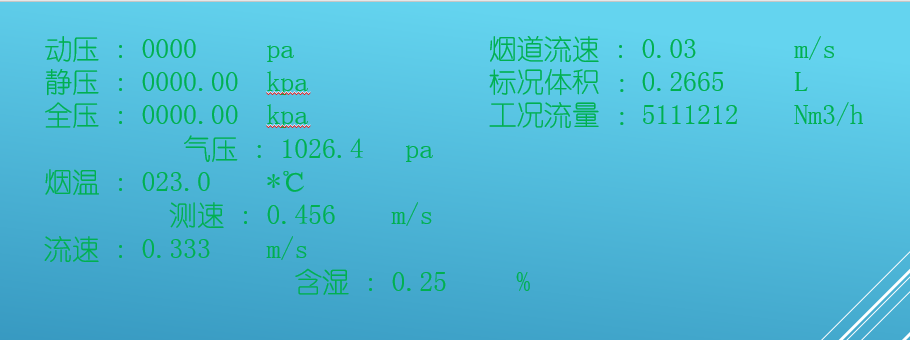 动压 : 0000 pa 烟道流速 : 0.03 m/s
静压 : 0000.00 kpa 标况体积 : 0.2665 L
全压 : 0000.00 kpa 工况流量 : 5111212 Nm3/h
气压 : 1026.4 pa
烟温 : 023.0 *℃
测速 : 0.456 m/s
流速 : 0.333 m/s
含湿 : 0.25 %